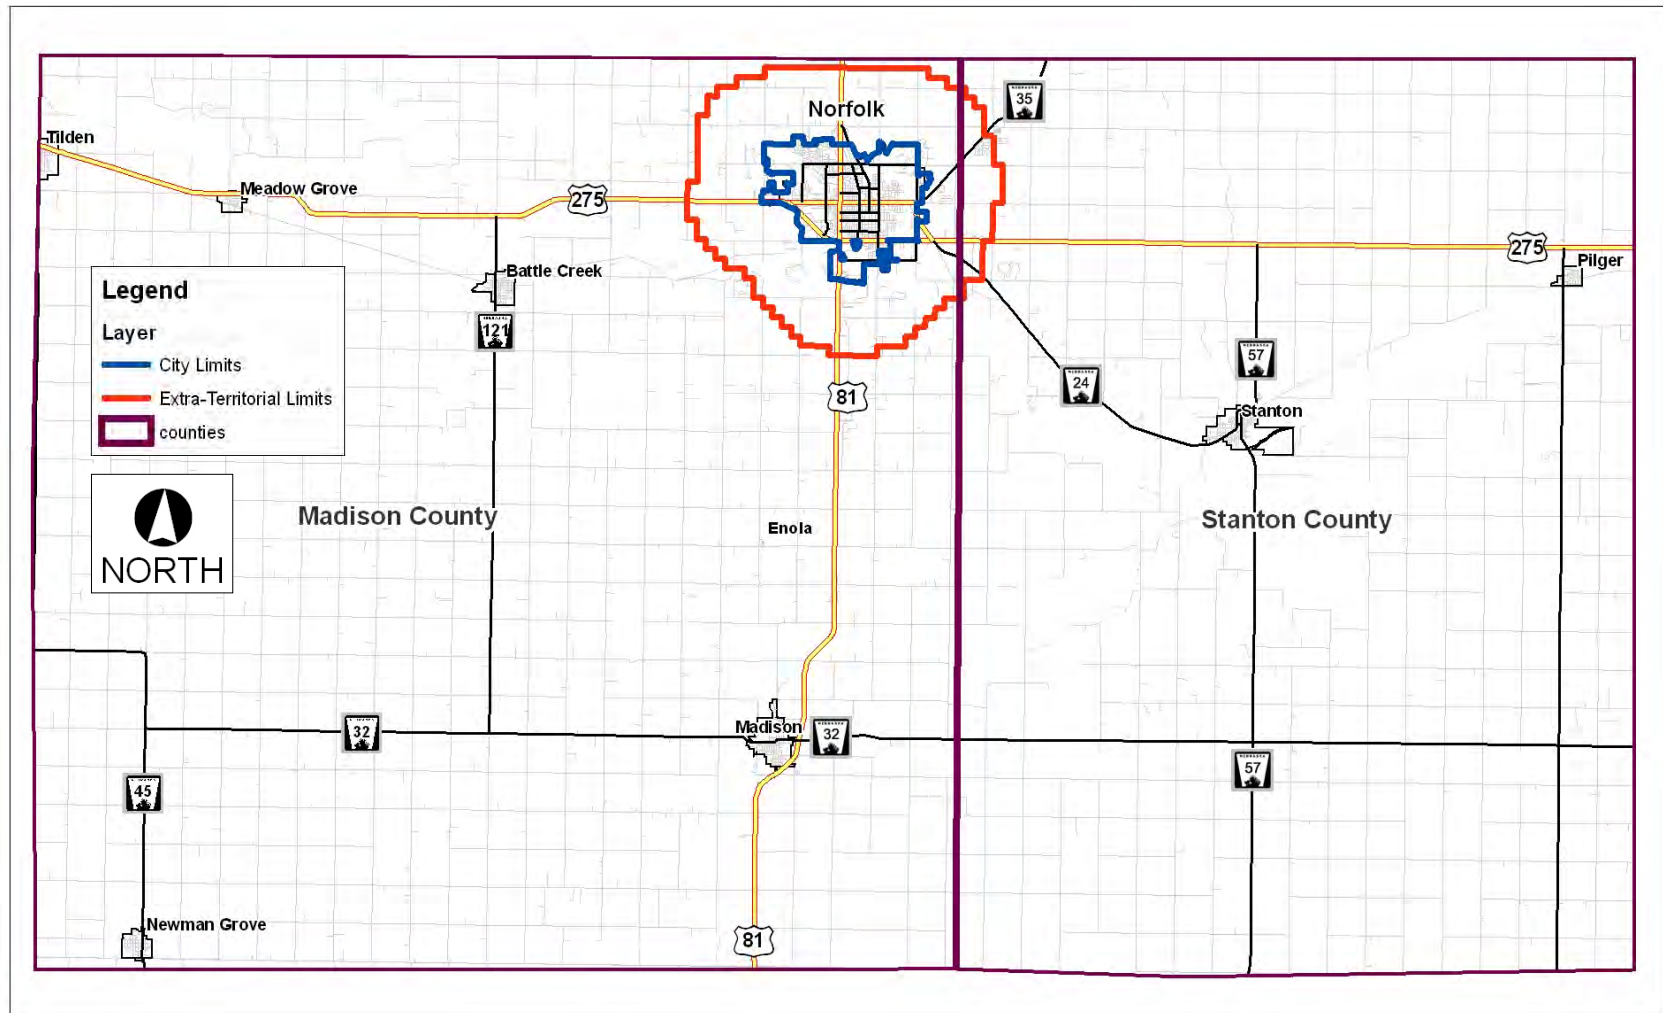 35
Norfolk
Tilden
Meadow Grove
275
275
Pilger
Battle Creek
121
Legend
Layer
City Limits
Extra-Territorial Limits
counties
57
24
81
Stanton
NORTH
Madison County
Enola
Stanton County
Madison
32
32
57
45
Newman Grove
81